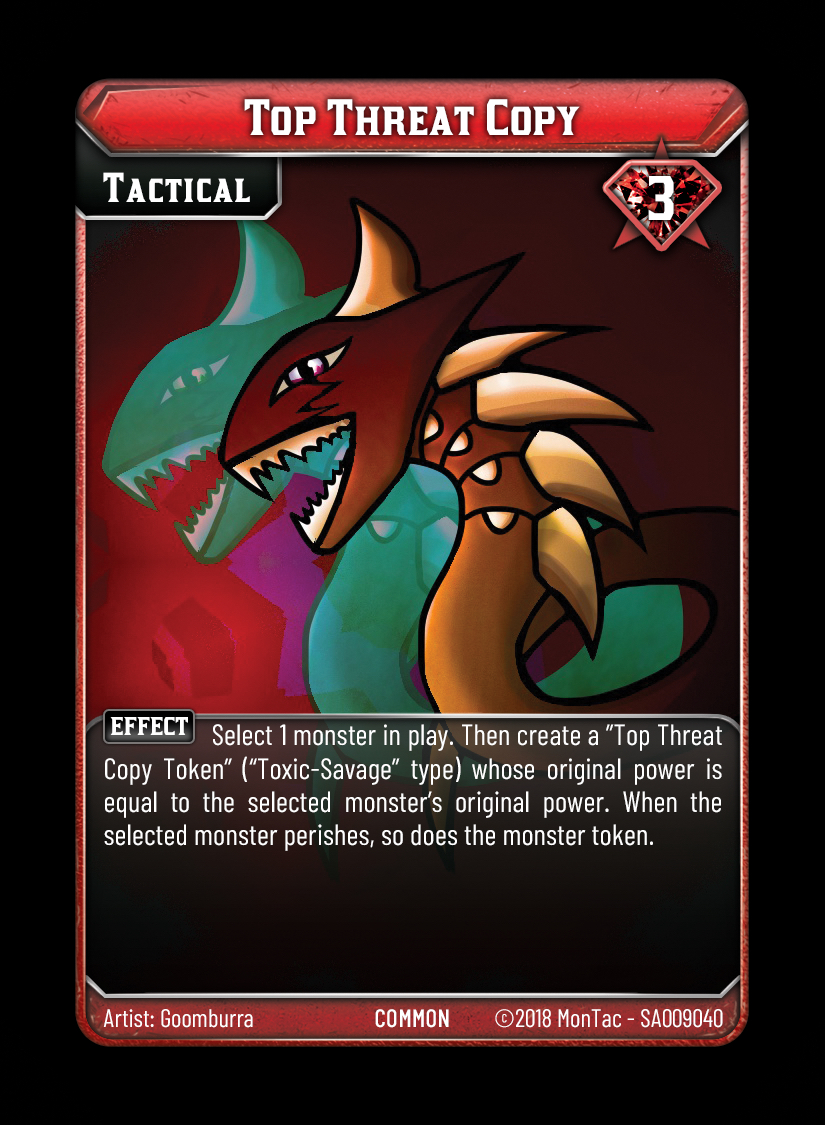 Top Threat Copy
Tactical
3
EFFECT Select 1 monster in play. Then create a "Top Threat
Copy Token" ("Toxic-Savage" type) whose original power is
equal to the selected monster's original power. When the
selected monster perishes, so does the monster token.
Artist: Goomburra COMMON ©2018 MonTac - SA009040